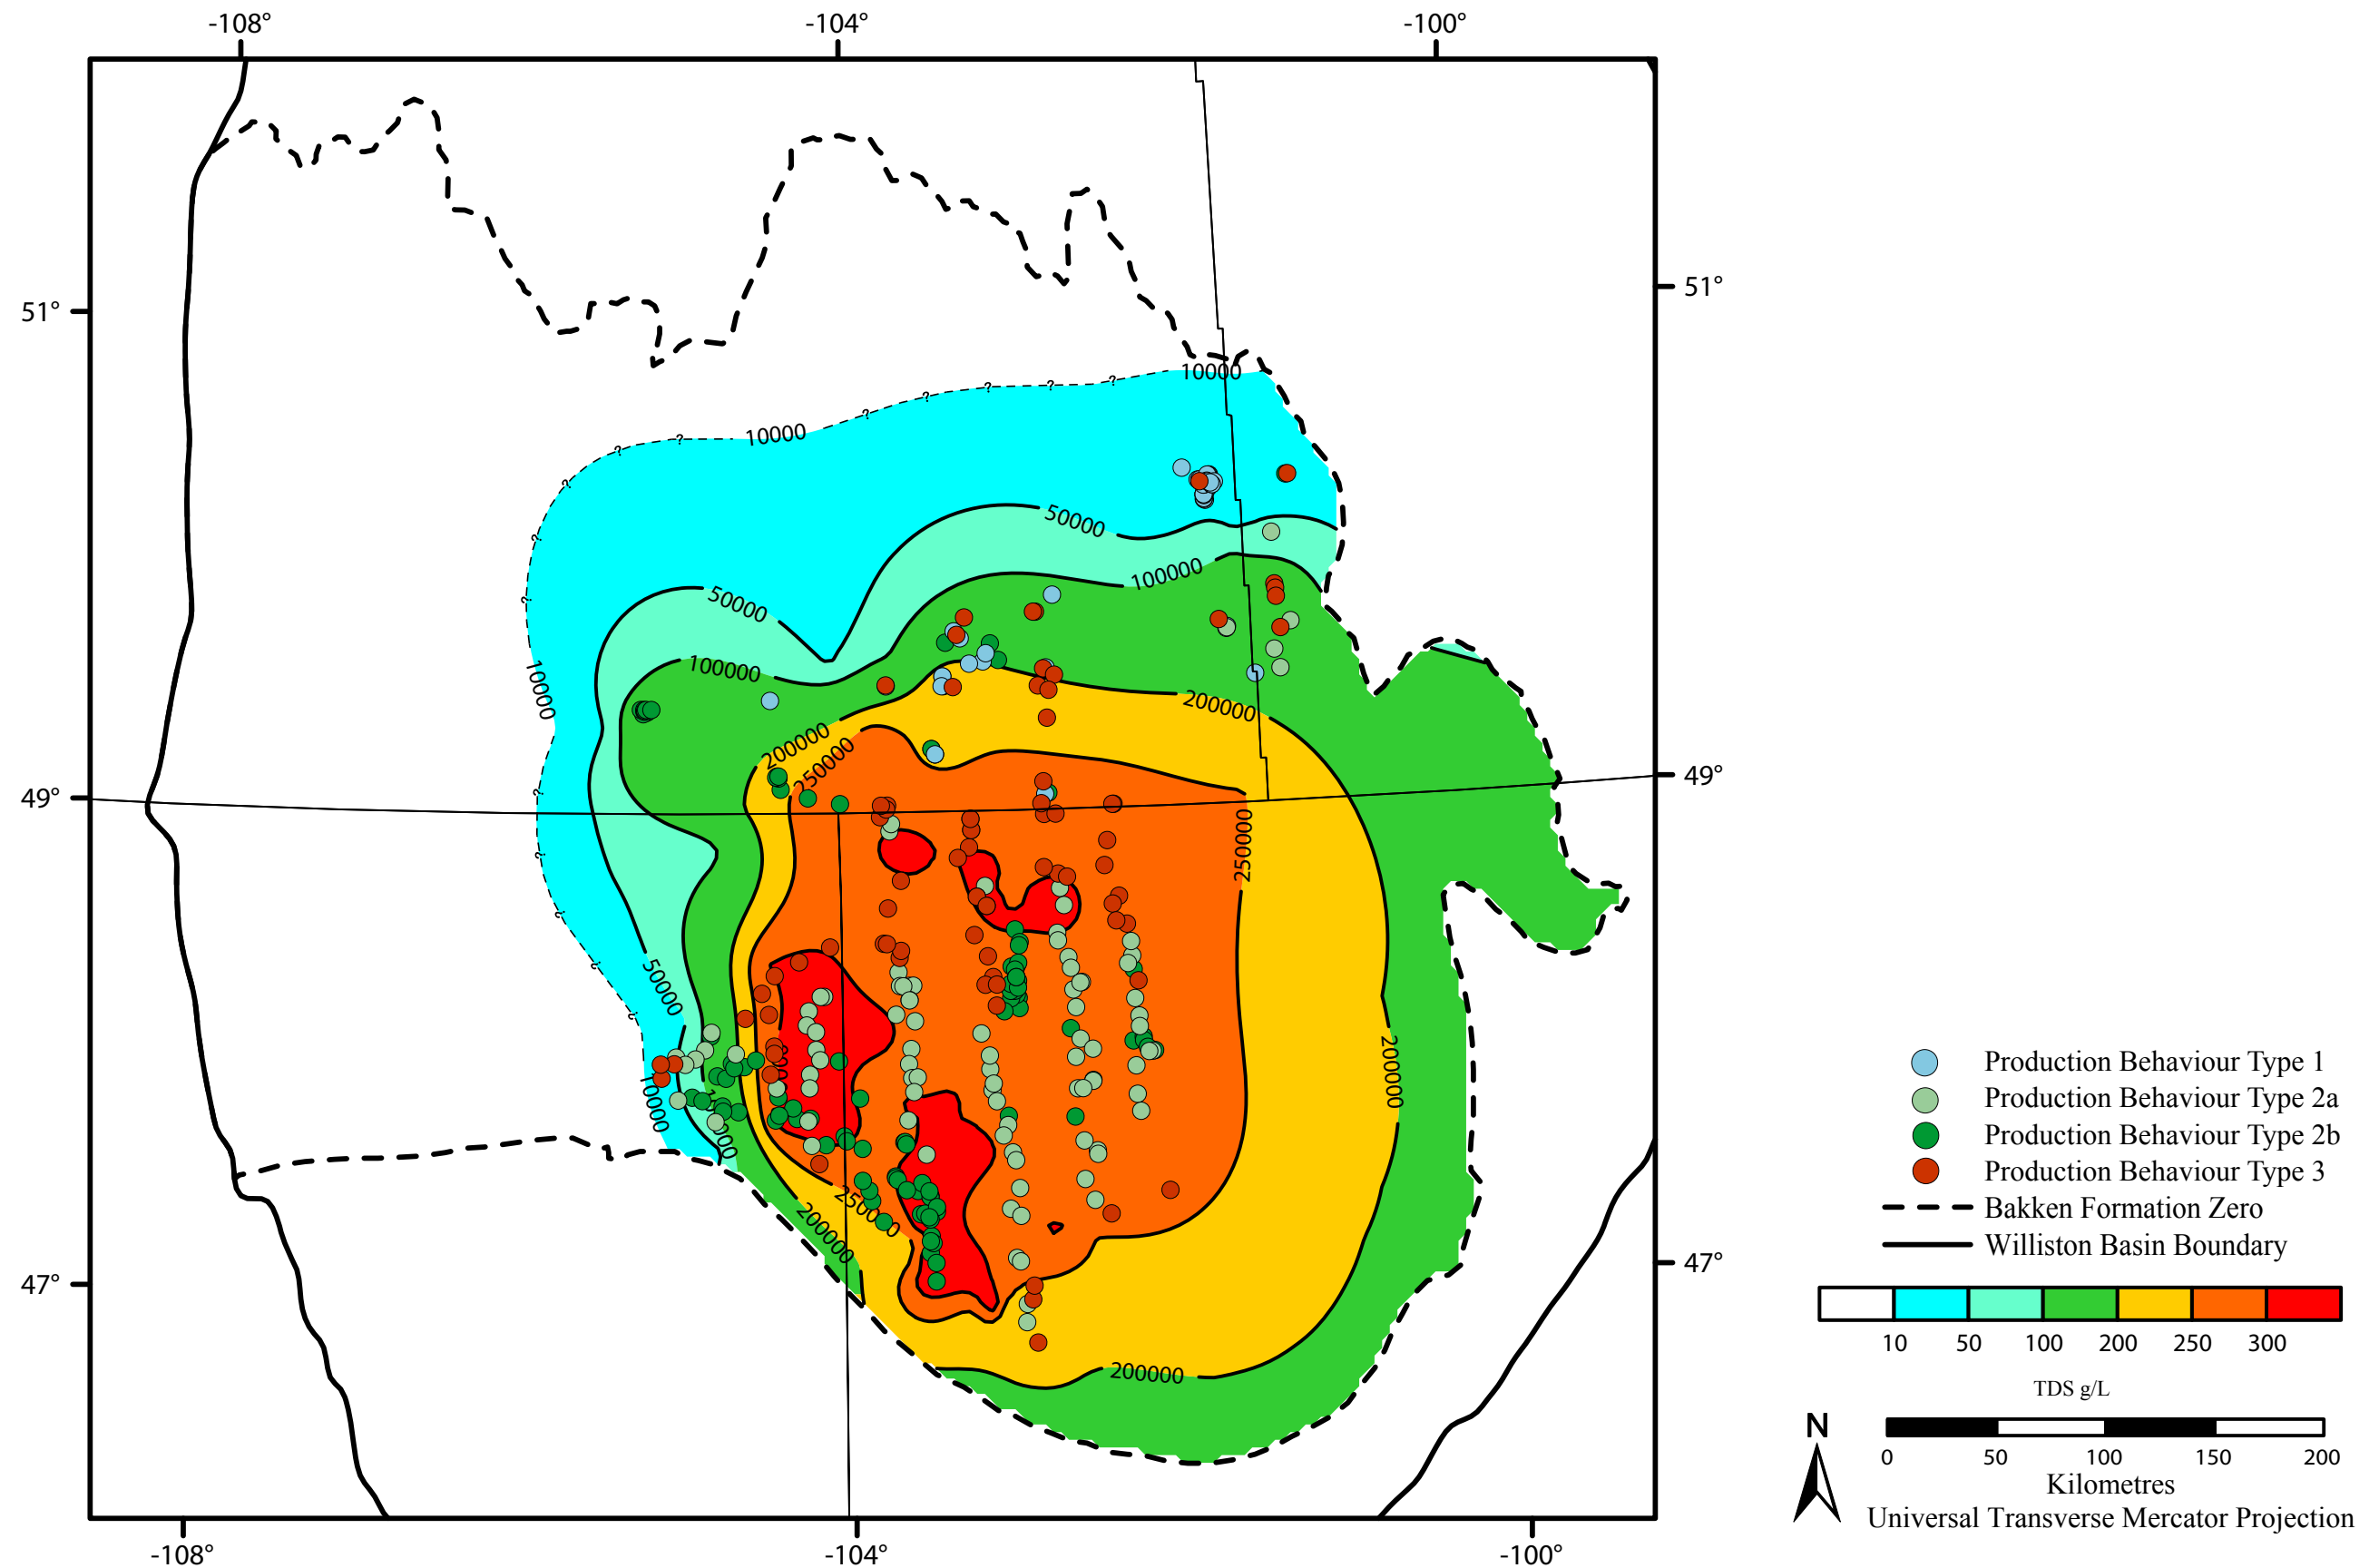 -108°
-104°
-100°
51°
51°
10000
10000
50000
100000
50000
100000
10000
200000
200000
250000
49°
49°
250000
50000
200000
10000
250000
200000
47°
47°
200000
-108°
-104°
-100°
Production Behaviour Type 1
Production Behaviour Type 2a
Production Behaviour Type 2b
Production Behaviour Type 3
Bakken Formation Zero
Williston Basin Boundary
10 50 100 200 250 300
TDS g/L
N
0 50 100 150 200
Kilometres
Universal Transverse Mercator Projection